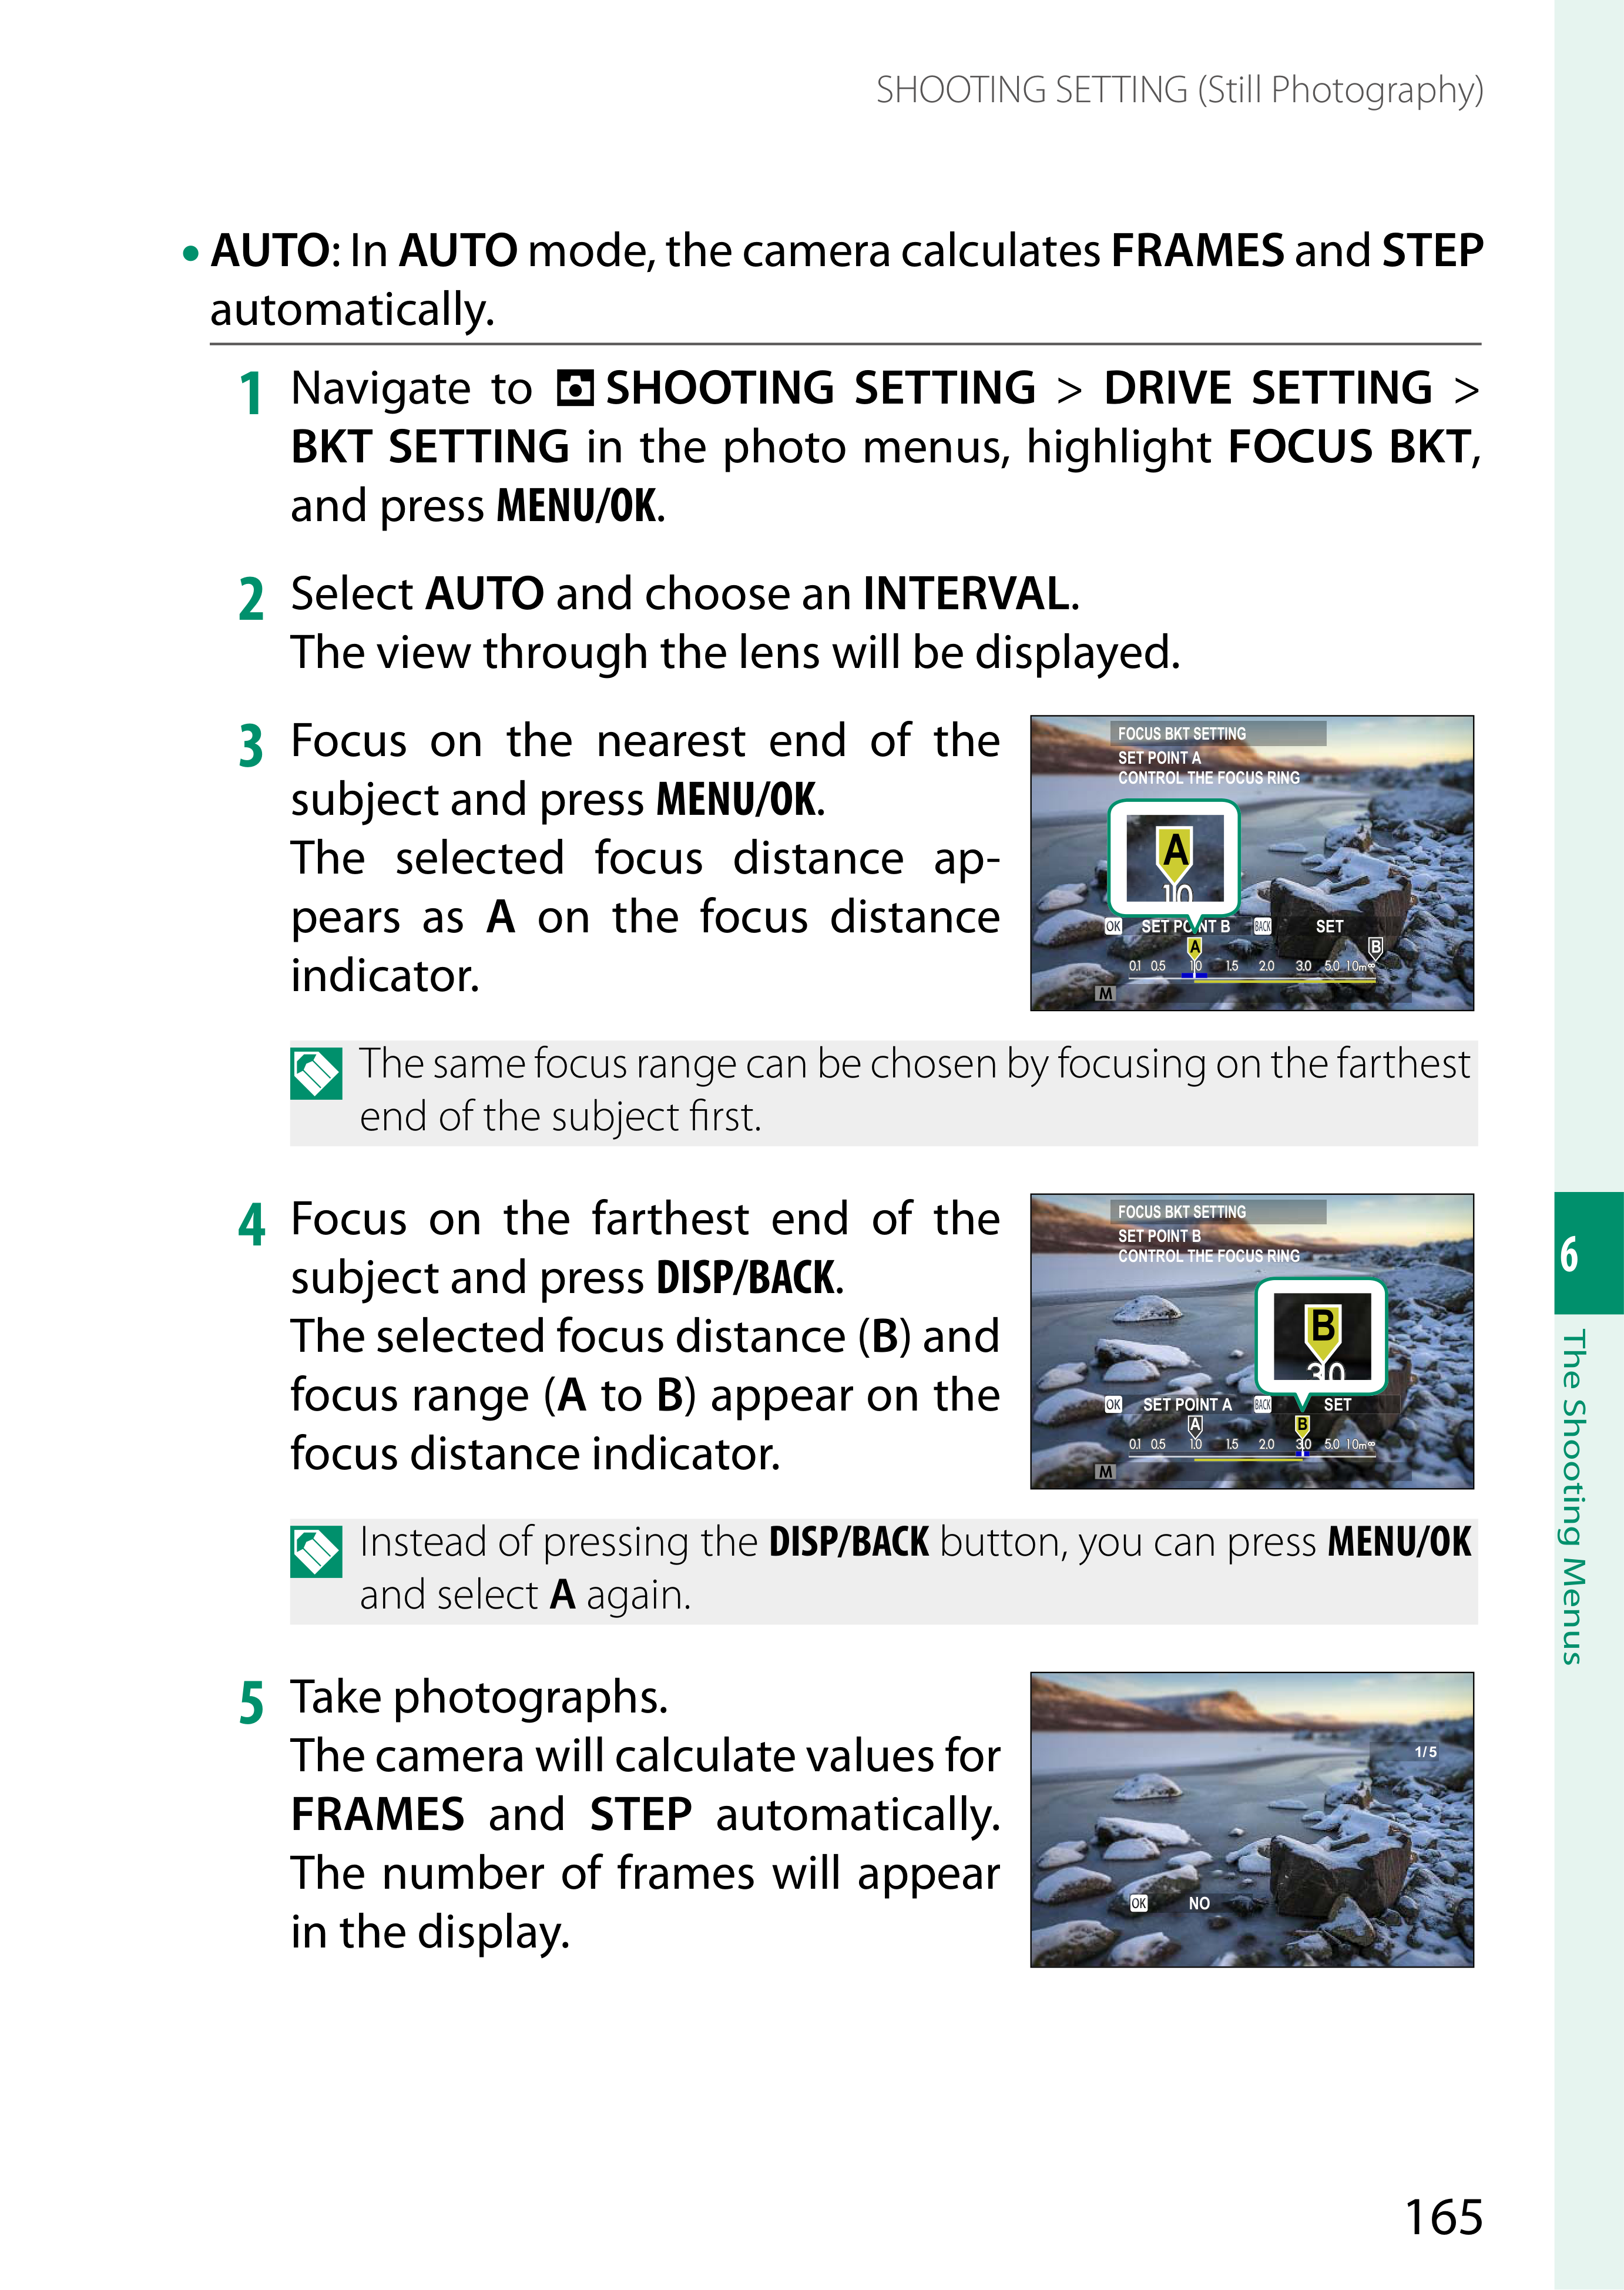 SHOOTING SETTING (Still Photography)
• AUTO: In AUTO mode, the camera calculates FRAMES and STEP
automatically.
1 Navigate to SHOOTING SETTING > DRIVE SETTING >
BKT SETTING in the photo menus, highlight FOCUS BKT,
and press MENU/OK.
2 Select AUTO and choose an INTERVAL.
The view through the lens will be displayed.
3 Focus on the nearest end of the
subject and press MENU/OK.
The selected focus distance ap-
pears as A on the focus distance
indicator.
FOCUS BKT SETTING
SET POINT A
CONTROL THE FOCUS RING
A
10
OK SET POINT B BACK SET
A B
0.1 0.5 1.0 1.5 2.0 3.0 5.0 10m ∞
M
The same focus range can be chosen by focusing on the farthest
end of the subject first.
4 Focus on the farthest end of the
subject and press DISP/BACK.
The selected focus distance (B) and
focus range (A to B) appear on the
focus distance indicator.
FOCUS BKT SETTING
SET POINT B
CONTROL THE FOCUS RING
B
30
OK SET POINT A BACK SET
A B
0.1 0.5 1.0 1.5 2.0 3.0 5.0 10m ∞
M
Instead of pressing the DISP/BACK button, you can press MENU/OK
and select A again.
5 Take photographs.
The camera will calculate values for
FRAMES and STEP automatically.
The number of frames will appear
in the display.
1/5
OK NO
6
The Shooting Menus
165